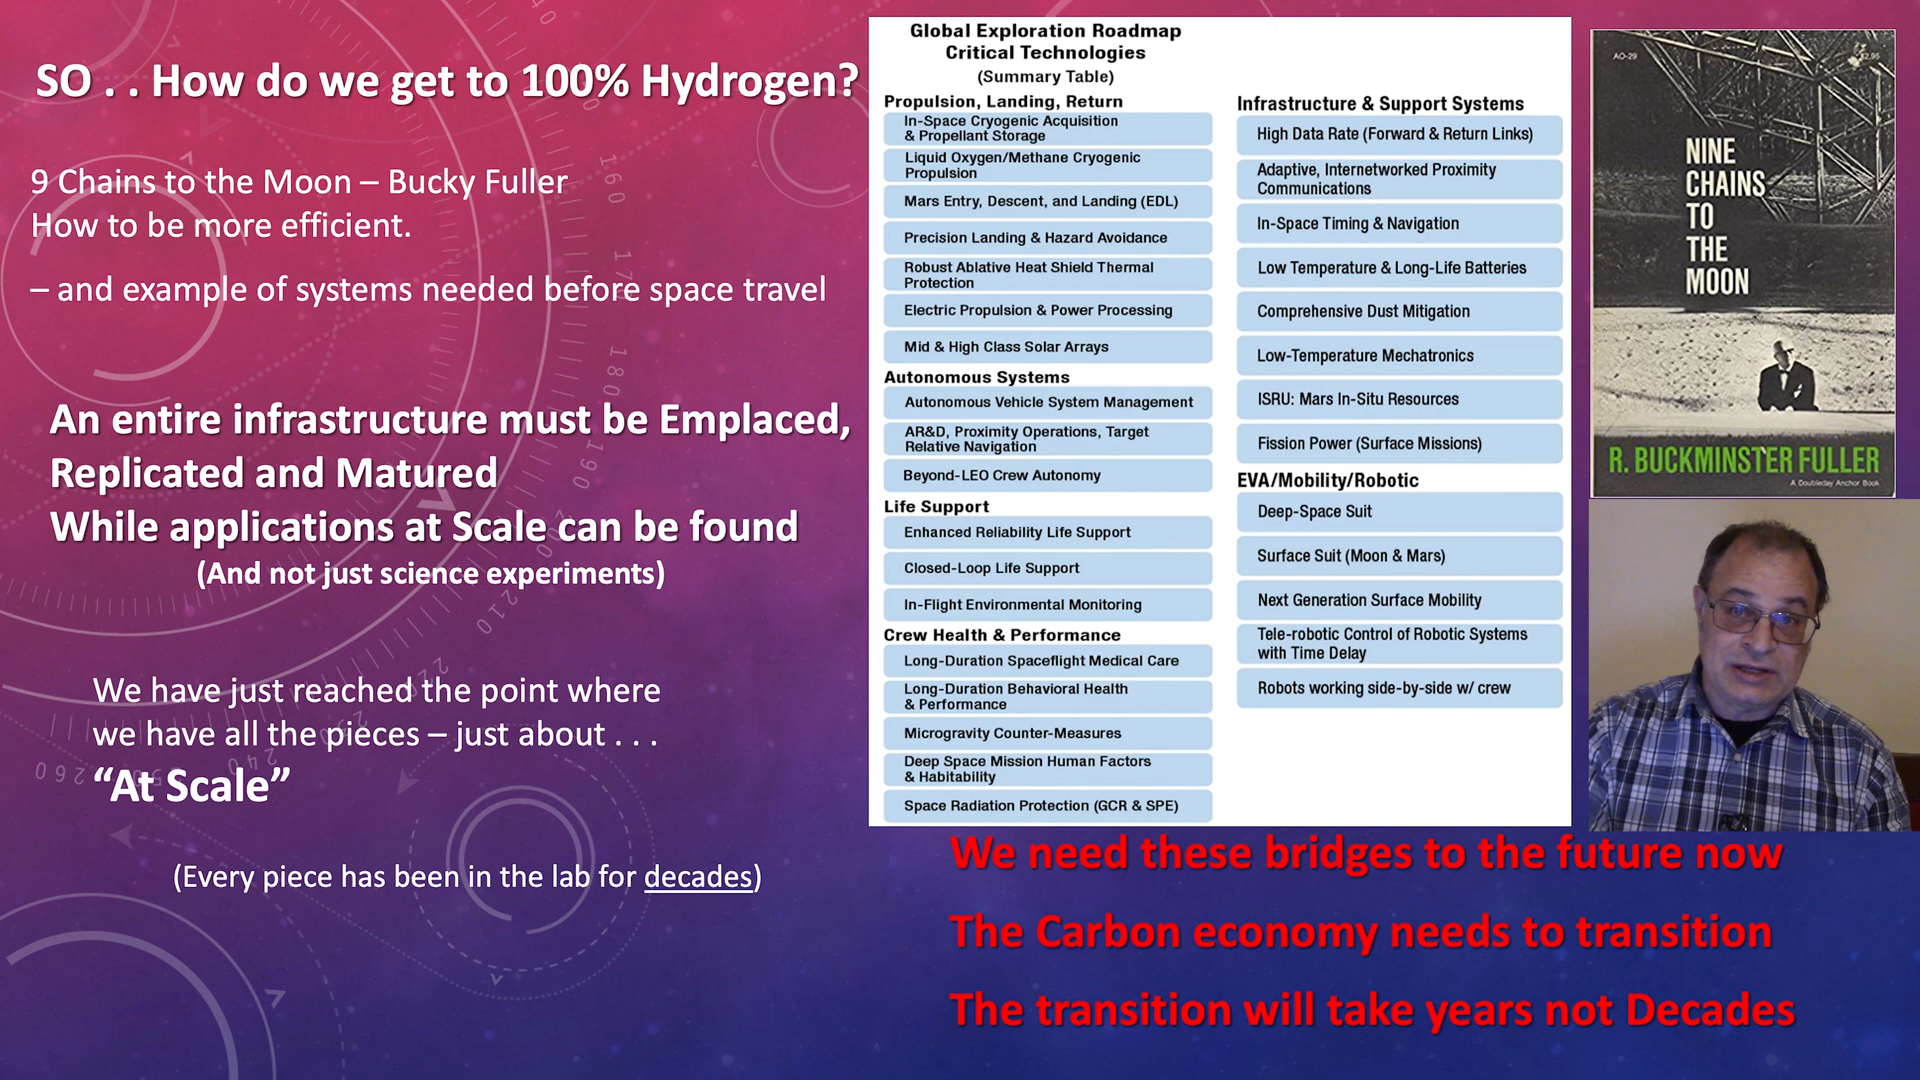 SO . . How do we get to 100% Hydrogen?
9 Chains to the Moon – Bucky Fuller
How to be more efficient.
– and example of systems needed before space travel
An entire infrastructure must be Emplaced,
Replicated and Matured
While applications at Scale can be found
(And not just science experiments)
We have just reached the point where
we have all the pieces – just about . . .
“At Scale”
(Every piece has been in the lab for decades)
Global Exploration Roadmap
Critical Technologies
(Summary Table)
Propulsion, Landing, Return
In-Space Cryogenic Acquisition
& Propellant Storage
Liquid Oxygen/Methane Cryogenic
Propulsion
Mars Entry, Descent, and Landing (EDL)
Precision Landing & Hazard Avoidance
Robust Ablative Heat Shield Thermal
Protection
Electric Propulsion & Power Processing
Mid & High Class Solar Arrays
Autonomous Systems
Autonomous Vehicle System Management
AR&D, Proximity Operations, Target
Relative Navigation
Beyond-LEO Crew Autonomy
Life Support
Enhanced Reliability Life Support
Closed-Loop Life Support
In-Flight Environmental Monitoring
Crew Health & Performance
Long-Duration Spaceflight Medical Care
Long-Duration Behavioral Health
& Performance
Microgravity Counter-Measures
Deep Space Mission Human Factors
& Habitability
Space Radiation Protection (GCR & SPE)
Infrastructure & Support Systems
High Data Rate (Forward & Return Links)
Adaptive, Internetworked Proximity
Communications
In-Space Timing & Navigation
Low Temperature & Long-Life Batteries
Comprehensive Dust Mitigation
Low-Temperature Mechatronics
ISRU: Mars In-Situ Resources
Fission Power (Surface Missions)
EVA/Mobility/Robotic
Deep-Space Suit
Surface Suit (Moon & Mars)
Next Generation Surface Mobility
Tele-robotic Control of Robotic Systems
with Time Delay
Robots working side-by-side w/ crew
AO-29
$2.95
NINE
CHAINS
TO
THE
MOON
R. BUCKMINSTER FULLER
A Doubleday Anchor Book
We need these bridges to the future now
The Carbon economy needs to transition
The transition will take years not Decades
160
170
180
190
200
210
220
240
260